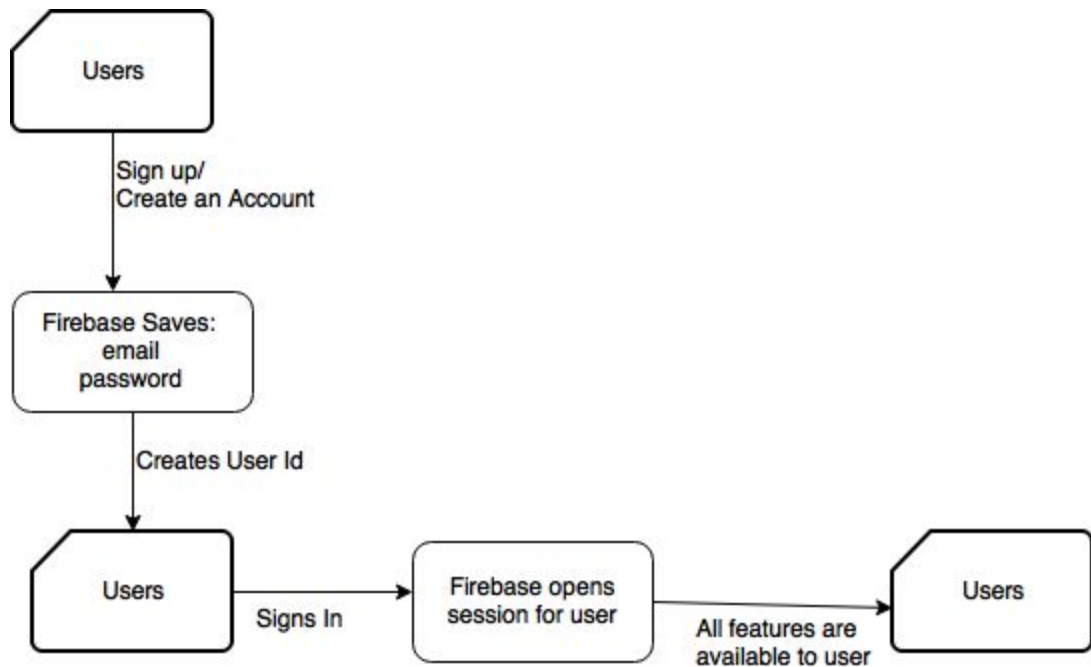 Users
Sign up/
Create an Account
Firebase Saves:
email
password
Creates User Id
Users
Signs In
Firebase opens
session for user
All features are
available to user
Users